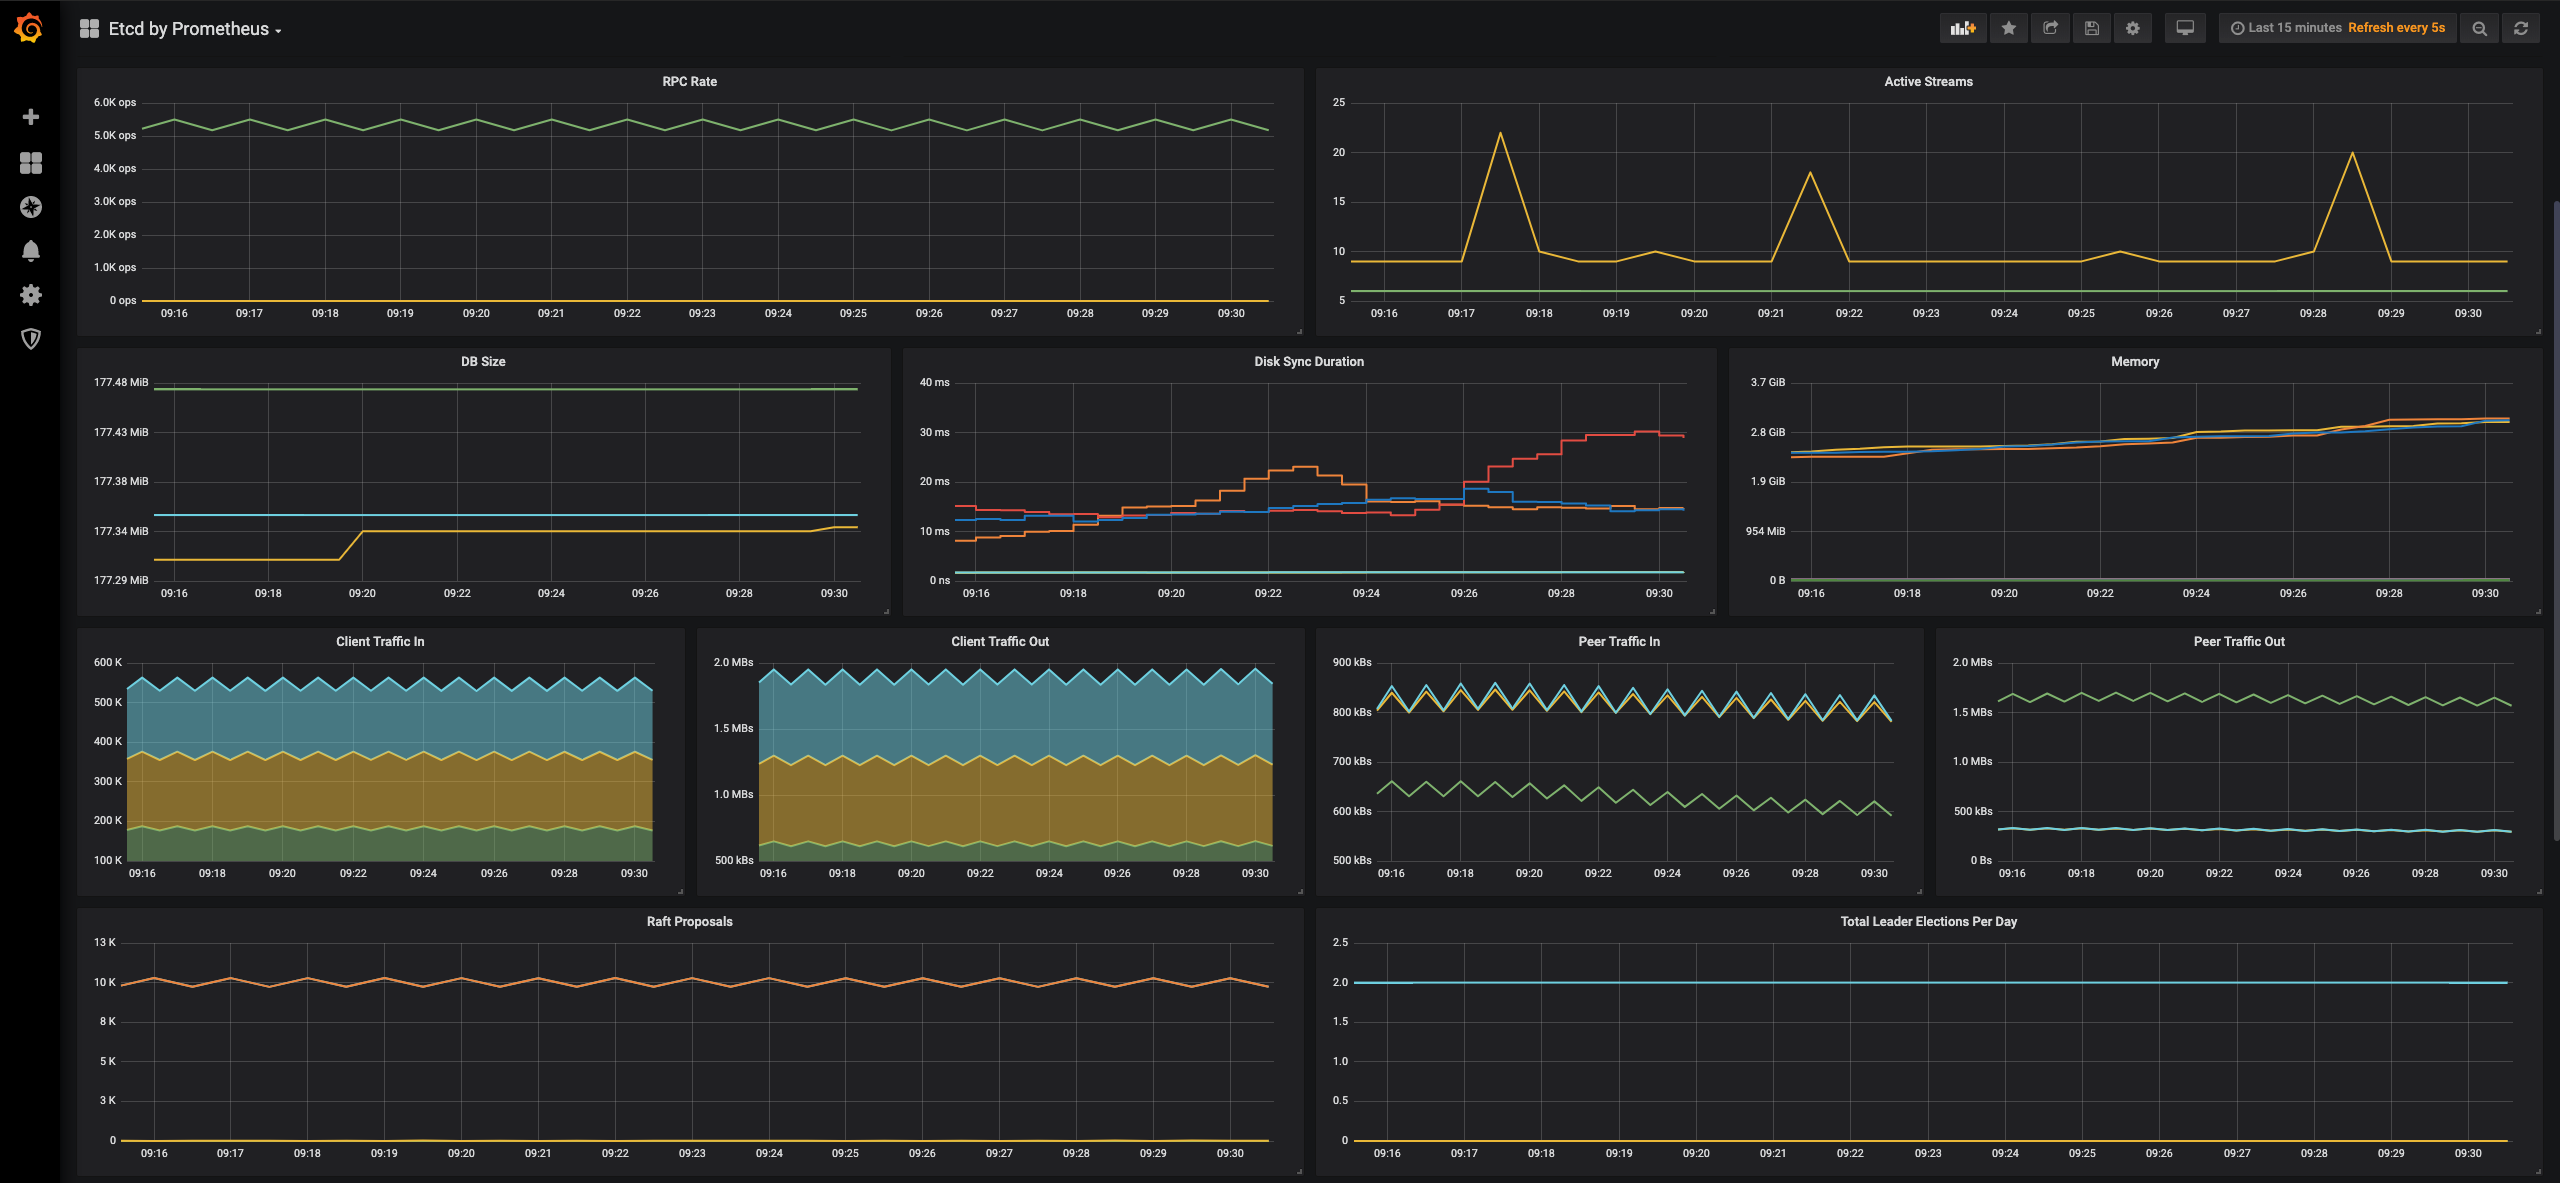 Etcd by Prometheus
Last 15 minutes Refresh every 5s
RPC Rate
6.0K ops
5.0K ops
4.0K ops
3.0K ops
2.0K ops
1.0K ops
0 ops
09:16 09:17 09:18 09:19 09:20 09:21 09:22 09:23 09:24 09:25 09:26 09:27 09:28 09:29 09:30
Active Streams
25
20
15
10
5
09:16 09:17 09:18 09:19 09:20 09:21 09:22 09:23 09:24 09:25 09:26 09:27 09:28 09:29 09:30
DB Size
177.48 MiB
177.43 MiB
177.38 MiB
177.34 MiB
177.29 MiB
09:16 09:18 09:20 09:22 09:24 09:26 09:28 09:30
Disk Sync Duration
40 ms
30 ms
20 ms
10 ms
0 ns
09:16 09:18 09:20 09:22 09:24 09:26 09:28 09:30
Memory
3.7 GiB
2.8 GiB
1.9 GiB
954 MiB
0 B
09:16 09:18 09:20 09:22 09:24 09:26 09:28 09:30
Client Traffic In
600 K
500 K
400 K
300 K
200 K
100 K
09:16 09:18 09:20 09:22 09:24 09:26 09:28 09:30
Client Traffic Out
2.0 MBs
1.5 MBs
1.0 MBs
500 kBs
09:16 09:18 09:20 09:22 09:24 09:26 09:28 09:30
Peer Traffic In
900 kBs
800 kBs
700 kBs
600 kBs
500 kBs
09:16 09:18 09:20 09:22 09:24 09:26 09:28 09:30
Peer Traffic Out
2.0 MBs
1.5 MBs
1.0 MBs
500 kBs
0 Bs
09:16 09:18 09:20 09:22 09:24 09:26 09:28 09:30
Raft Proposals
13 K
10 K
8 K
5 K
3 K
0
09:16 09:17 09:18 09:19 09:20 09:21 09:22 09:23 09:24 09:25 09:26 09:27 09:28 09:29 09:30
Total Leader Elections Per Day
2.5
2.0
1.5
1.0
0.5
0
09:16 09:17 09:18 09:19 09:20 09:21 09:22 09:23 09:24 09:25 09:26 09:27 09:28 09:29 09:30